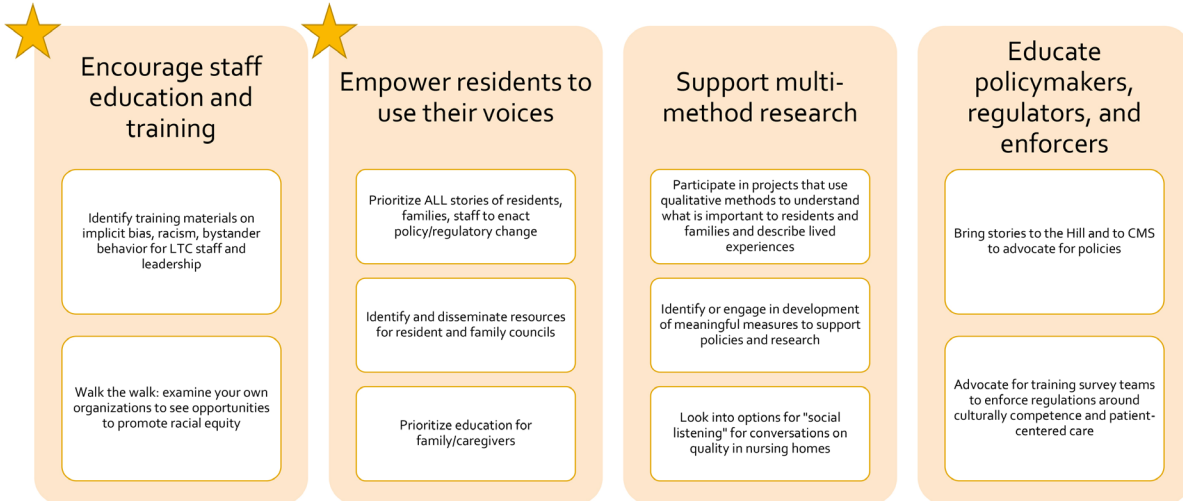 Encourage staff
education and
training
Identify training materials on
implicit bias, racism, bystander
behavior for LTC staff and
leadership
Walk the walk: examine your own
organizations to see opportunities
to promote racial equity
Empower residents to
use their voices
Prioritize ALL stories of residents,
families, staff to enact
policy/regulatory change
Identify and disseminate resources
for resident and family councils
Prioritize education for
family/caregivers
Support multi-
method research
Participate in projects that use
qualitative methods to understand
what is important to residents and
families and describe lived
experiences
Identify or engage in development
of meaningful measures to support
policies and research
Look into options for "social
listening" for conversations on
quality in nursing homes
Educate
policymakers,
regulators, and
enforcers
Bring stories to the Hill and to CMS
to advocate for policies
Advocate for training survey teams
to enforce regulations around
culturally competence and patient-
centered care